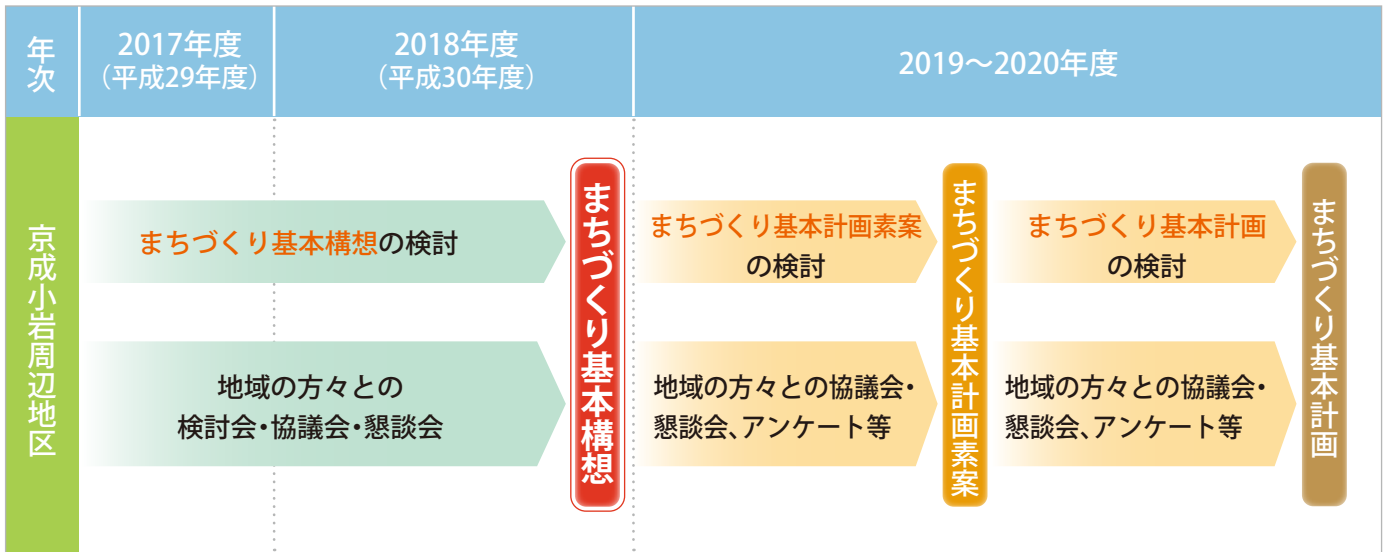 年次
2017年度
（平成29年度）
2018年度
（平成30年度）
2019～2020年度
京成小岩周辺地区
まちづくり基本構想の検討
地域の方々との
検討会・協議会・懇談会
まちづくり基本構想
まちづくり基本計画素案
の検討
地域の方々との協議会・
懇談会、アンケート等
まちづくり基本計画素案
まちづくり基本計画
の検討
地域の方々との協議会・
懇談会、アンケート等
まちづくり基本計画